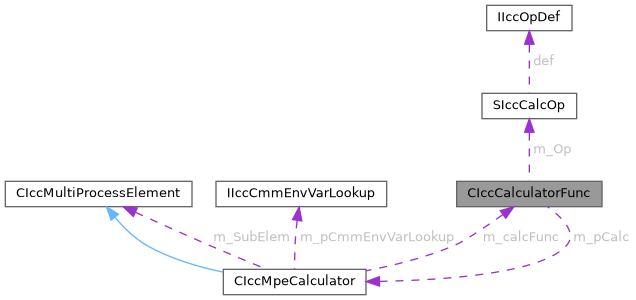 IIccOpDef
def
SIccCalcOp
m_Op
CIccMultiProcessElement
IIccCmmEnvVarLookup
CIccCalculatorFunc
m_SubElem
m_pCmmEnvVarLookup
m_calcFunc
m_pCalc
CIccMpeCalculator